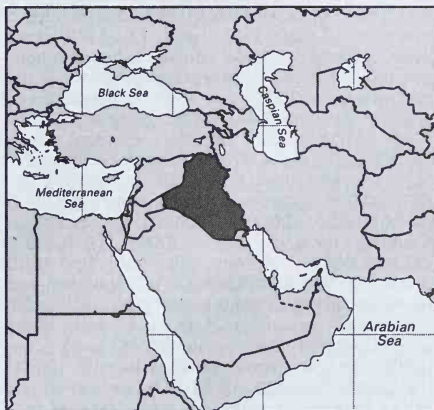 Black Sea
Caspian Sea
Mediterranean
Sea
Arabian
Sea